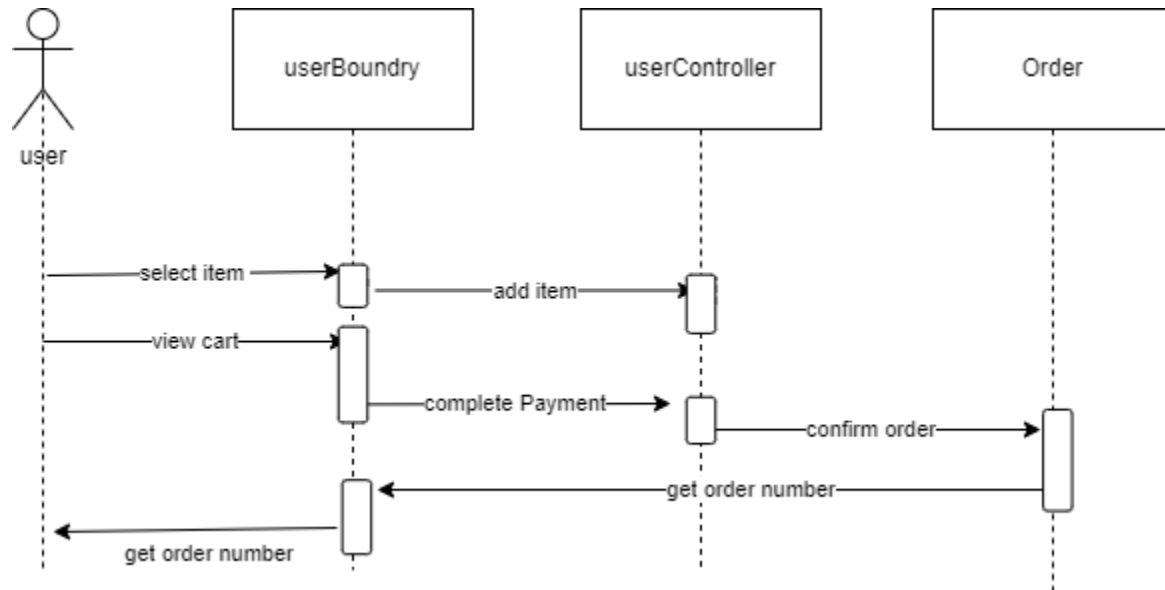 userBoundry
userController
Order
user
select item
add item
view cart
complete Payment
confirm order
get order number
get order number